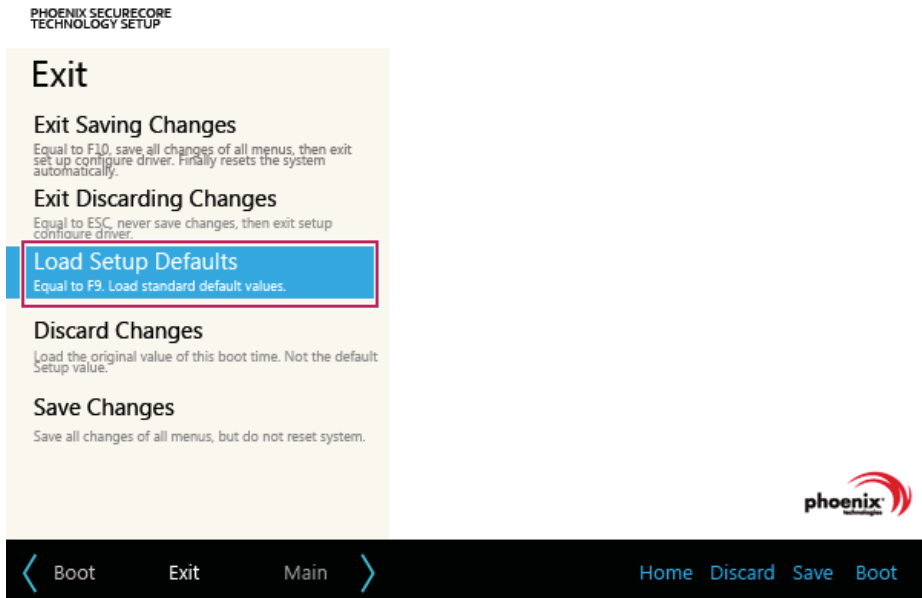 PHOENIX SECURECORE
TECHNOLOGY SETUP
Exit
Exit Saving Changes
Equal to F10, save all changes of all menus, then exit
set up configure driver. Finally resets the system
automatically.
Exit Discarding Changes
Equal to ESC, never save changes, then exit setup
configure driver.
Load Setup Defaults
Equal to F9. Load standard default values.
Discard Changes
Load the original value of this boot time. Not the default
Setup value.
Save Changes
Save all changes of all menus, but do not reset system.
phoenix
technologies
Boot Exit Main Home Discard Save Boot